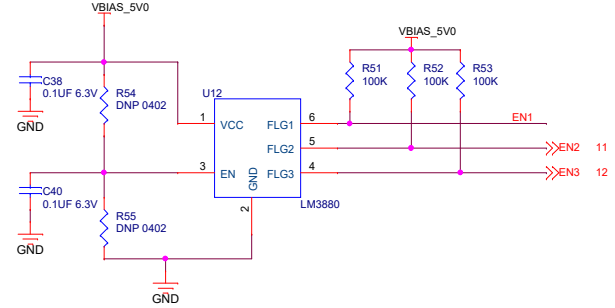 VBIAS_5V0
VBIAS_5V0
C38
0.1UF 6.3V
R54
DNP 0402
GND
U12
R51
100K
R52
100K
R53
100K
1
VCC
FLG1
6
EN1
FLG2
5
EN2 11
3
EN
FLG3
4
EN3 12
GND
2
LM3880
C40
0.1UF 6.3V
R55
DNP 0402
GND
GND